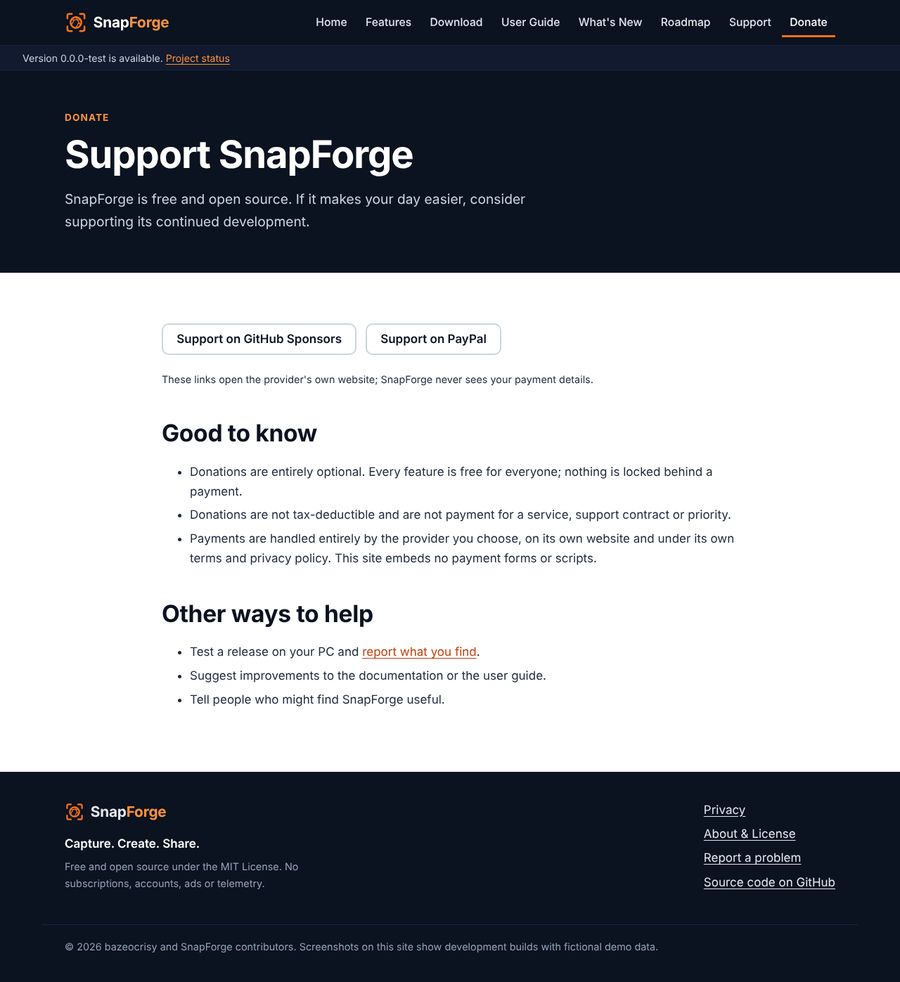 SnapForge
Home Features Download User Guide What's New Roadmap Support Donate
Version 0.0.0-test is available. Project status
DONATE
Support SnapForge
SnapForge is free and open source. If it makes your day easier, consider
supporting its continued development.
Support on GitHub Sponsors Support on PayPal
These links open the provider's own website; SnapForge never sees your payment details.
Good to know
• Donations are entirely optional. Every feature is free for everyone; nothing is locked behind a
payment.
• Donations are not tax-deductible and are not payment for a service, support contract or priority.
• Payments are handled entirely by the provider you choose, on its own website and under its own
terms and privacy policy. This site embeds no payment forms or scripts.
Other ways to help
• Test a release on your PC and report what you find.
• Suggest improvements to the documentation or the user guide.
• Tell people who might find SnapForge useful.
SnapForge
Capture. Create. Share.
Free and open source under the MIT License. No
subscriptions, accounts, ads or telemetry.
Privacy
About & License
Report a problem
Source code on GitHub
© 2026 bazeocrisy and SnapForge contributors. Screenshots on this site show development builds with fictional demo data.